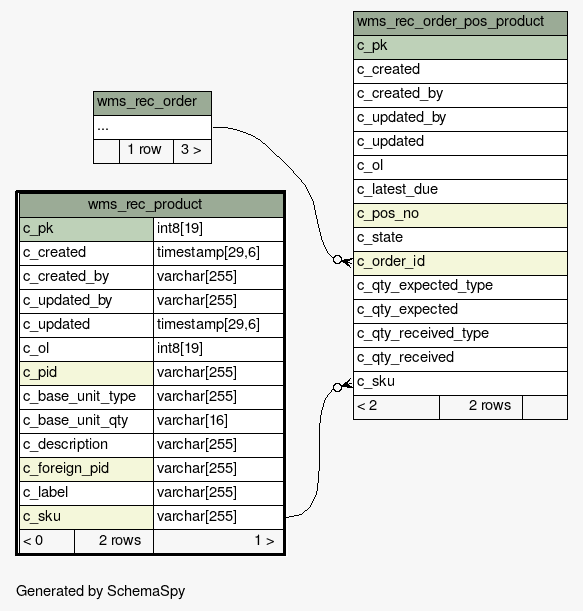 wms_rec_order
...
1 row 3 >
wms_rec_product
c_pk int8[19]
c_created timestamp[29,6]
c_created_by varchar[255]
c_updated_by varchar[255]
c_updated timestamp[29,6]
c_ol int8[19]
c_pid varchar[255]
c_base_unit_type varchar[255]
c_base_unit_qty varchar[16]
c_description varchar[255]
c_foreign_pid varchar[255]
c_label varchar[255]
c_sku varchar[255]
< 0 2 rows 1 >
wms_rec_order_pos_product
c_pk
c_created
c_created_by
c_updated_by
c_updated
c_ol
c_latest_due
c_pos_no
c_state
c_order_id
c_qty_expected_type
c_qty_expected
c_qty_received_type
c_qty_received
c_sku
< 2 2 rows
Generated by SchemaSpy